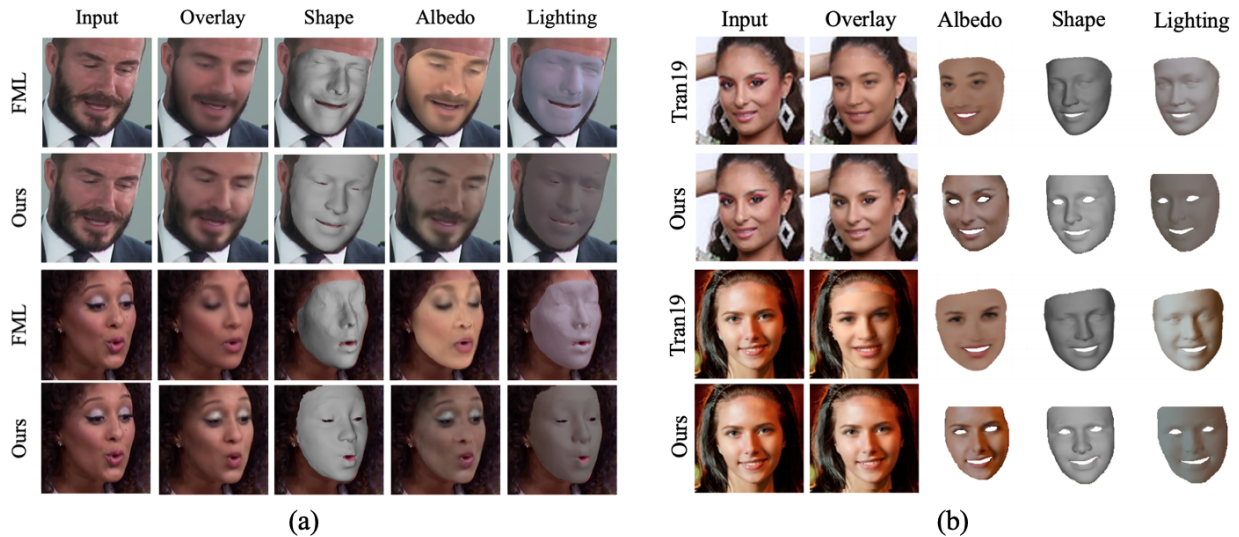 Input Overlay Shape Albedo Lighting
FML
Ours
FML
Ours
(a)
Input Overlay Albedo Shape Lighting
Tran19
Ours
Tran19
Ours
(b)